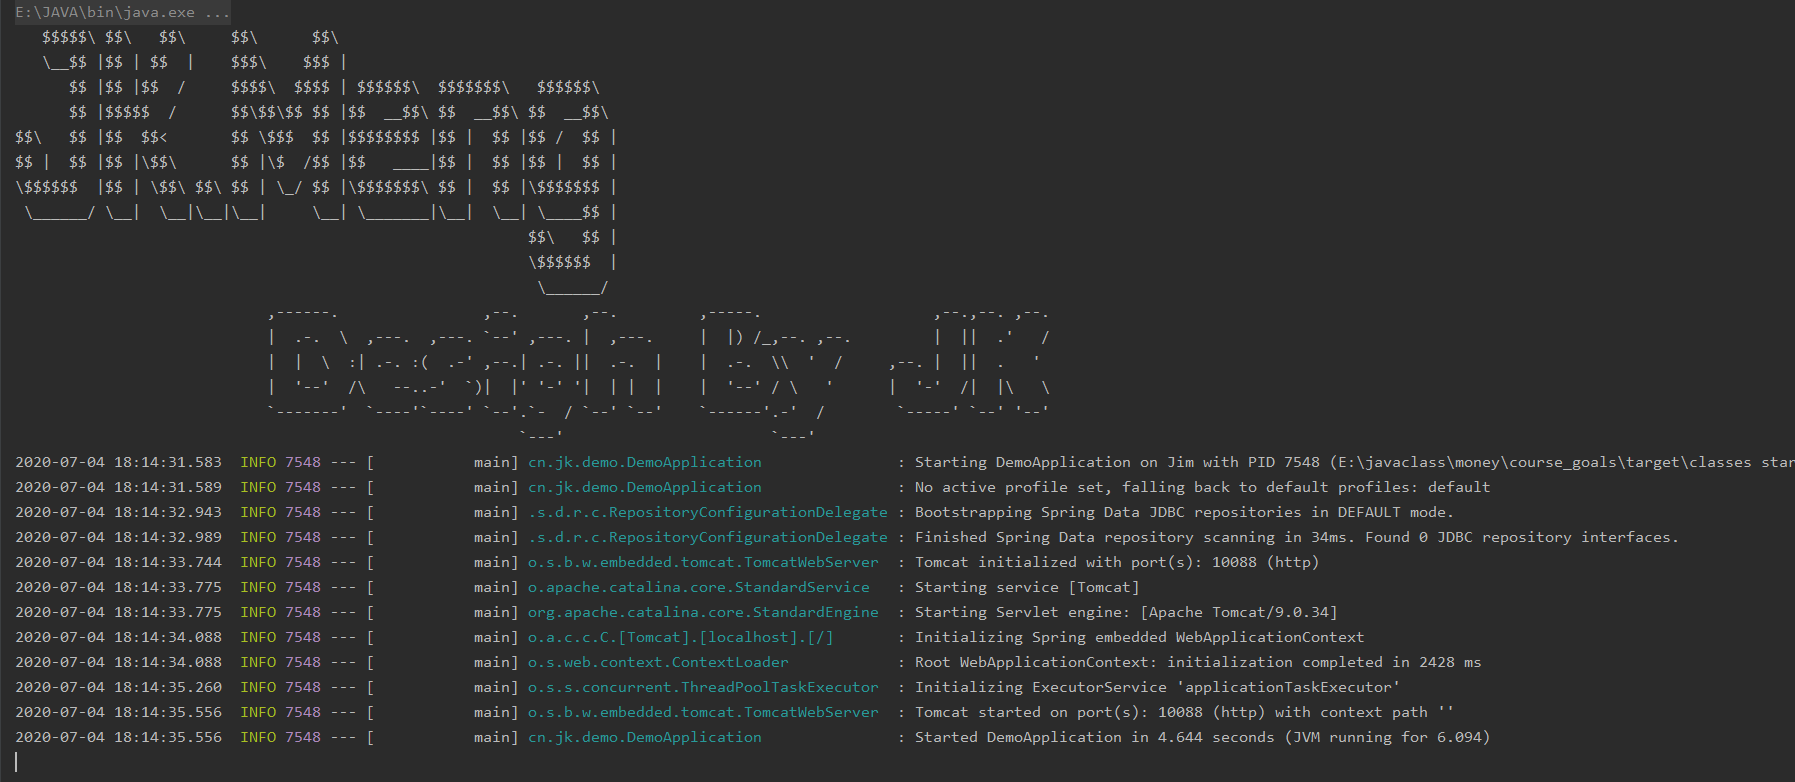 E:\JAVA\bin\java.exe ...
   $$$$$\ $$\   $$\     $$\      $$\
   \__$$ |$$ | $$  |    $$$\    $$$ |
      $$ |$$ |$$  /     $$$$\  $$$$ | $$$$$$\  $$$$$$$\   $$$$$$\
      $$ |$$$$$  /      $$\$$\$$ $$ |$$  __$$\ $$  __$$\ $$  __$$\
$$\   $$ |$$  $$<       $$ \$$$  $$ |$$$$$$$$ |$$ |  $$ |$$ /  $$ |
$$ |  $$ |$$ |\$$\      $$ |\$  /$$ |$$   ____|$$ |  $$ |$$ |  $$ |
\$$$$$$  |$$ | \$$\ $$\ $$ | \_/ $$ |\$$$$$$$\ $$ |  $$ |\$$$$$$$ |
 \______/ \__|  \__|\__|\__|     \__| \_______|\__|  \__| \____$$ |
                                                         $$\   $$ |
                                                         \$$$$$$  |
                                                          \______/
                            ,------.                ,--.       ,--.         ,-----.                   ,--.,--. ,--.
                            |  .-.  \  ,---.  ,---. `--' ,---. |  ,---.     |  |) /_,--. ,--.         |  ||  .'   /
                            |  |  \  :| .-. :(  .-' ,--.| .-. ||  .-.  |    |  .-.  \\  '  /     ,--. |  ||  .   '
                            |  '--'  /\   --..-'  `)|  |' '-' '|  | |  |    |  '--' / \   '      |  '-'  /|  |\   \
                            `-------'  `----'`----' `--'.`-  / `--' `--'    `------'.-'  /        `-----' `--' '--'
                                                        `---'                       `---'
2020-07-04 18:14:31.583  INFO 7548 --- [           main] cn.jk.demo.DemoApplication               : Starting DemoApplication on Jim with PID 7548 (E:\javaclass\money\course_goals\target\classes star
2020-07-04 18:14:31.589  INFO 7548 --- [           main] cn.jk.demo.DemoApplication               : No active profile set, falling back to default profiles: default
2020-07-04 18:14:32.943  INFO 7548 --- [           main] .s.d.r.c.RepositoryConfigurationDelegate : Bootstrapping Spring Data JDBC repositories in DEFAULT mode.
2020-07-04 18:14:32.989  INFO 7548 --- [           main] .s.d.r.c.RepositoryConfigurationDelegate : Finished Spring Data repository scanning in 34ms. Found 0 JDBC repository interfaces.
2020-07-04 18:14:33.744  INFO 7548 --- [           main] o.s.b.w.embedded.tomcat.TomcatWebServer  : Tomcat initialized with port(s): 10088 (http)
2020-07-04 18:14:33.775  INFO 7548 --- [           main] o.apache.catalina.core.StandardService   : Starting service [Tomcat]
2020-07-04 18:14:33.775  INFO 7548 --- [           main] org.apache.catalina.core.StandardEngine  : Starting Servlet engine: [Apache Tomcat/9.0.34]
2020-07-04 18:14:34.088  INFO 7548 --- [           main] o.a.c.c.C.[Tomcat].[localhost].[/]       : Initializing Spring embedded WebApplicationContext
2020-07-04 18:14:34.088  INFO 7548 --- [           main] o.s.web.context.ContextLoader            : Root WebApplicationContext: initialization completed in 2428 ms
2020-07-04 18:14:35.260  INFO 7548 --- [           main] o.s.s.concurrent.ThreadPoolTaskExecutor  : Initializing ExecutorService 'applicationTaskExecutor'
2020-07-04 18:14:35.556  INFO 7548 --- [           main] o.s.b.w.embedded.tomcat.TomcatWebServer  : Tomcat started on port(s): 10088 (http) with context path ''
2020-07-04 18:14:35.556  INFO 7548 --- [           main] cn.jk.demo.DemoApplication               : Started DemoApplication in 4.644 seconds (JVM running for 6.094)